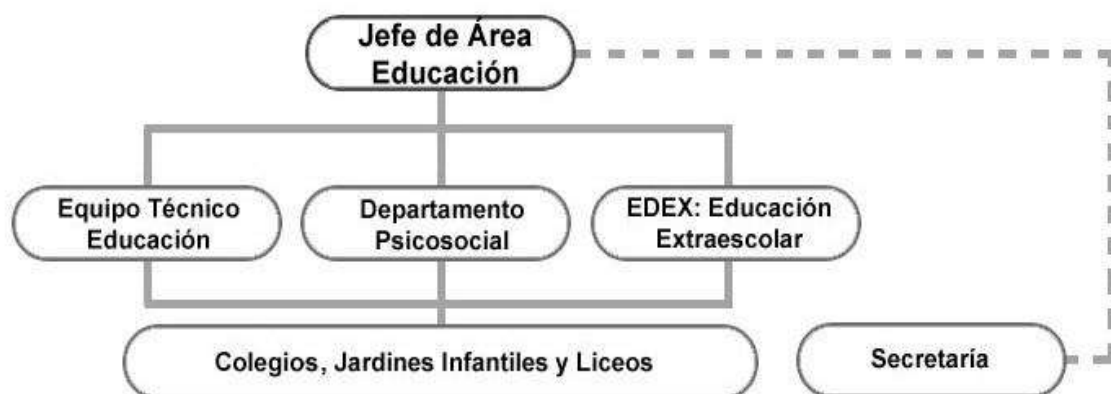 Jefe de Área
Educación
Equipo Técnico
Educación
Departamento
Psicosocial
EDEX: Educación
Extraescolar
Colegios, Jardines Infantiles y Liceos
Secretaría